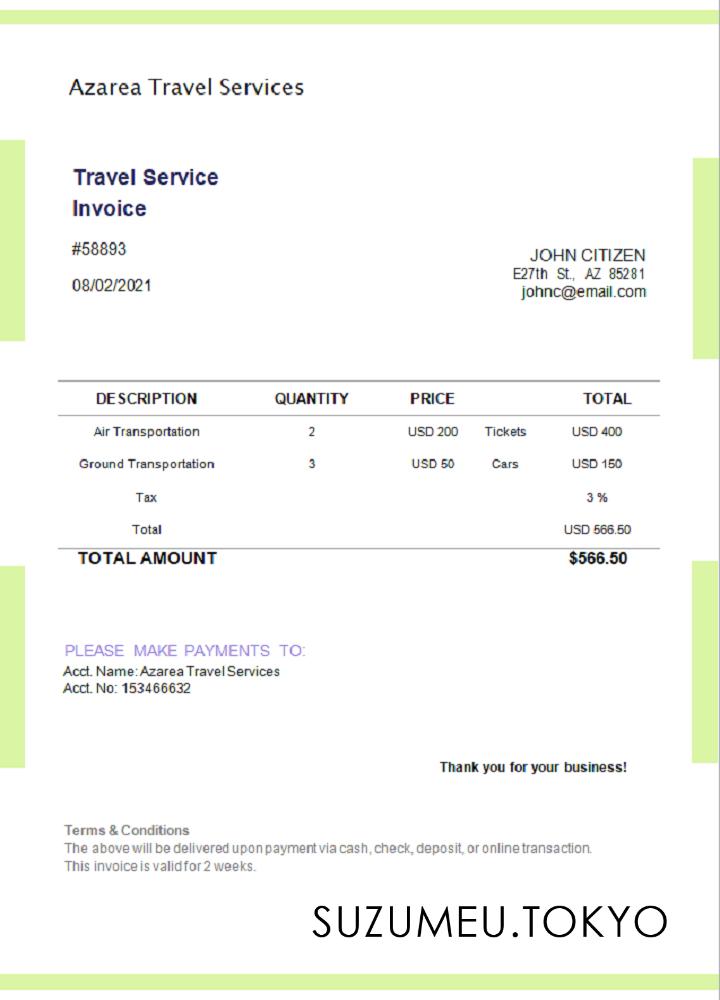 Azarea Travel Services
Travel Service
Invoice
#58893
08/02/2021
JOHN CITIZEN
E27th St., AZ 85281
johnc@email.com
DESCRIPTION QUANTITY PRICE TOTAL
Air Transportation 2 USD 200 Tickets USD 400
Ground Transportation 3 USD 50 Cars USD 150
Tax 3 %
Total USD 566.50
TOTAL AMOUNT $566.50
PLEASE MAKE PAYMENTS TO:
Acct. Name: Azarea Travel Services
Acct. No: 153466632
Thank you for your business!
Terms & Conditions
The above will be delivered upon payment via cash, check, deposit, or online transaction.
This invoice is valid for 2 weeks.
SUZUMEU.TOKYO